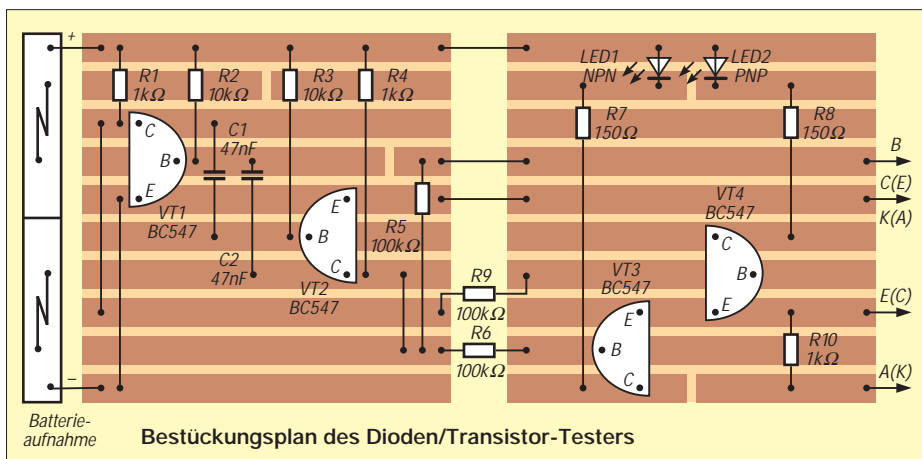 +
R1
1kΩ
R2
10kΩ
R3
10kΩ
R4
1kΩ
LED1
NPN
LED2
PNP
C
B
E
VT1
BC547
C1
47nF
C2
47nF
E
B
C
VT2
BC547
R5
100kΩ
R7
150Ω
R8
150Ω
B
C(E)
K(A)
VT4
BC547
C
B
E
R9
100kΩ
R6
100kΩ
VT3
BC547
E
B
C
R10
1kΩ
E(C)
A(K)
−
Batterie-
aufnahme
Bestückungsplan des Dioden/Transistor-Testers